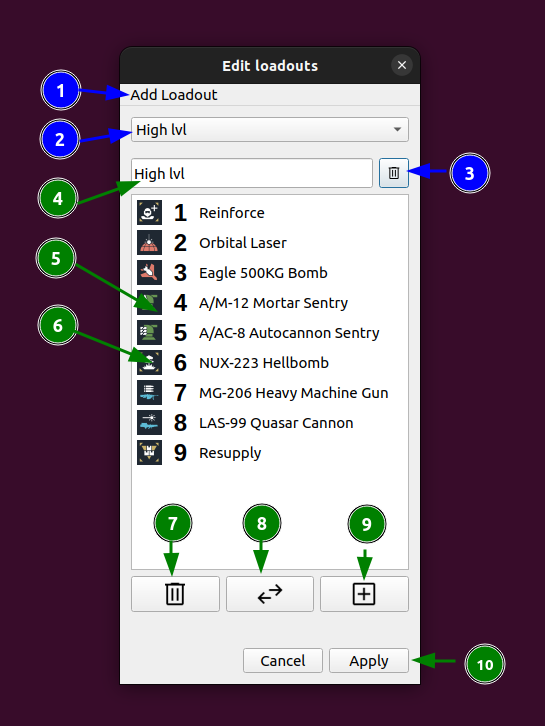 Edit loadouts
1
Add Loadout
2
High lvl
3
4
High lvl
1 Reinforce
2 Orbital Laser
5
3 Eagle 500KG Bomb
4 A/M-12 Mortar Sentry
6
5 A/AC-8 Autocannon Sentry
6 NUX-223 Hellbomb
7 MG-206 Heavy Machine Gun
8 LAS-99 Quasar Cannon
9 Resupply
7
8
9
Cancel
Apply
10